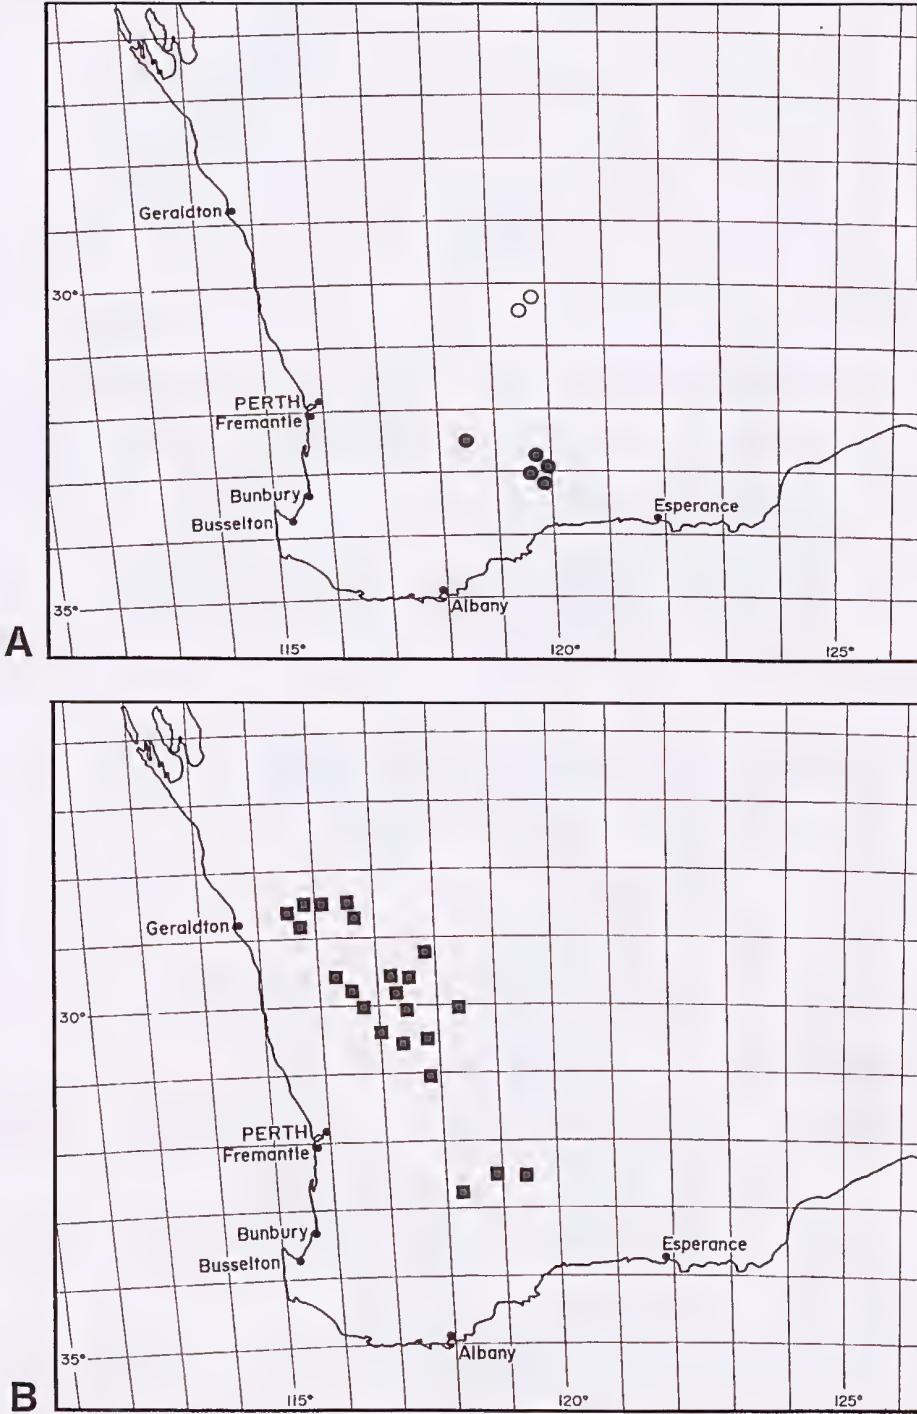 Geraldton
30°
PERTH
Fremantle
Bunbury
Busselton
Esperance
Albany
35°
A
115°
120°
125°
Geraldton
30°
PERTH
Fremantle
Bunbury
Busselton
Esperance
Albany
35°
B
115°
120°
125°